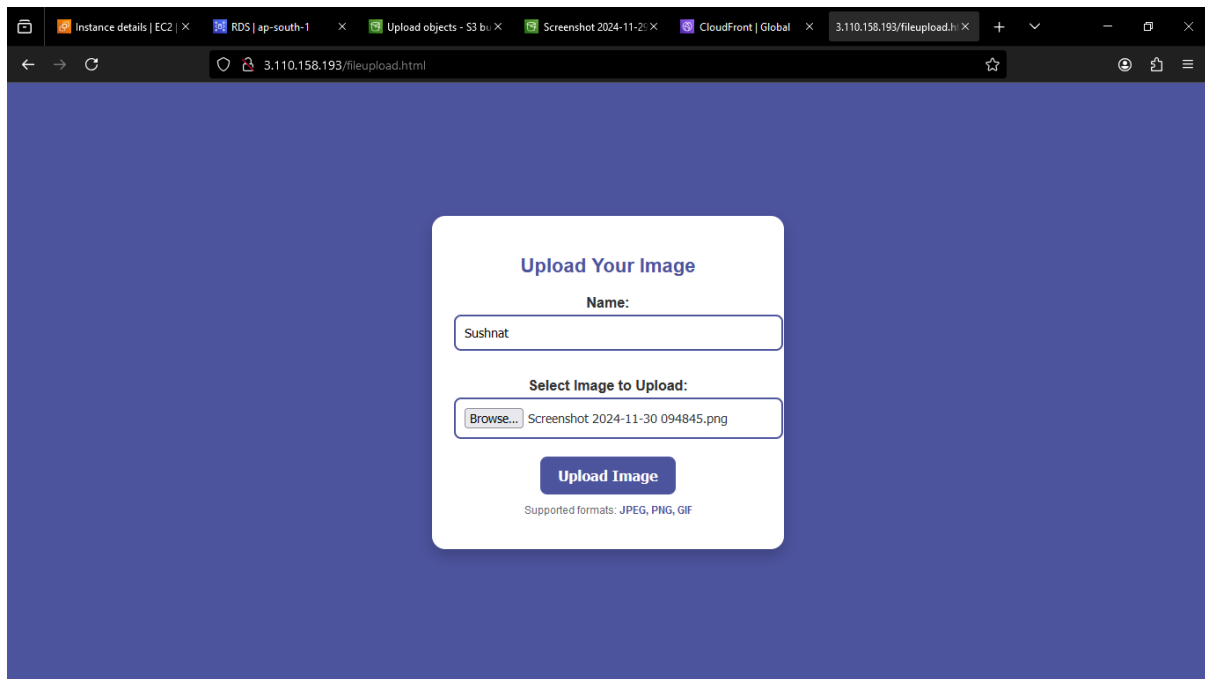 Instance details | EC2 | RDS | ap-south-1 Upload objects - S3 bu Screenshot 2024-11-29 CloudFront | Global 3.110.158.193/fileupload.h
3.110.158.193/fileupload.html
Upload Your Image
Name:
Sushnat
Select Image to Upload:
Browse... Screenshot 2024-11-30 094845.png
Upload Image
Supported formats: JPEG, PNG, GIF